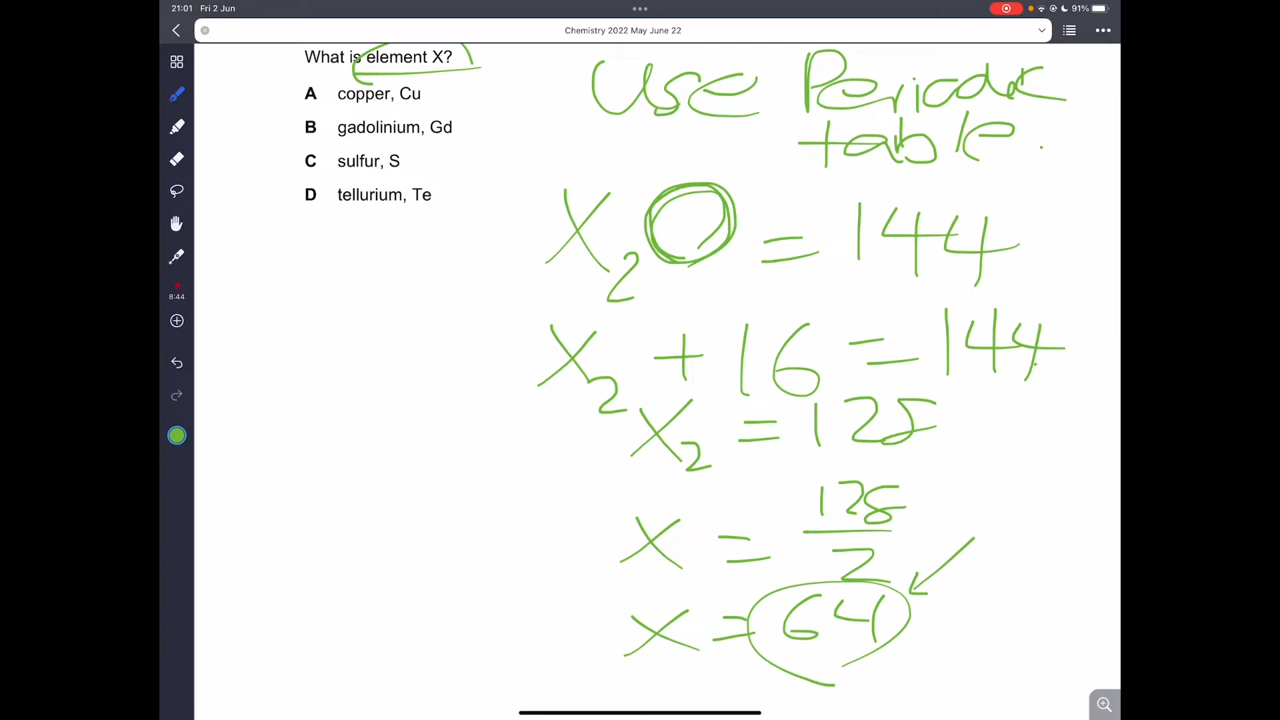 21:01 Fri 2 Jun
91%
Chemistry 2022 May June 22
What is element X?
A copper, Cu
B gadolinium, Gd
C sulfur, S
D tellurium, Te
8:44
Use Periodic
table.
X2O = 144
X2 + 16 = 144
X2 = 128
X = 128/2
X = 64